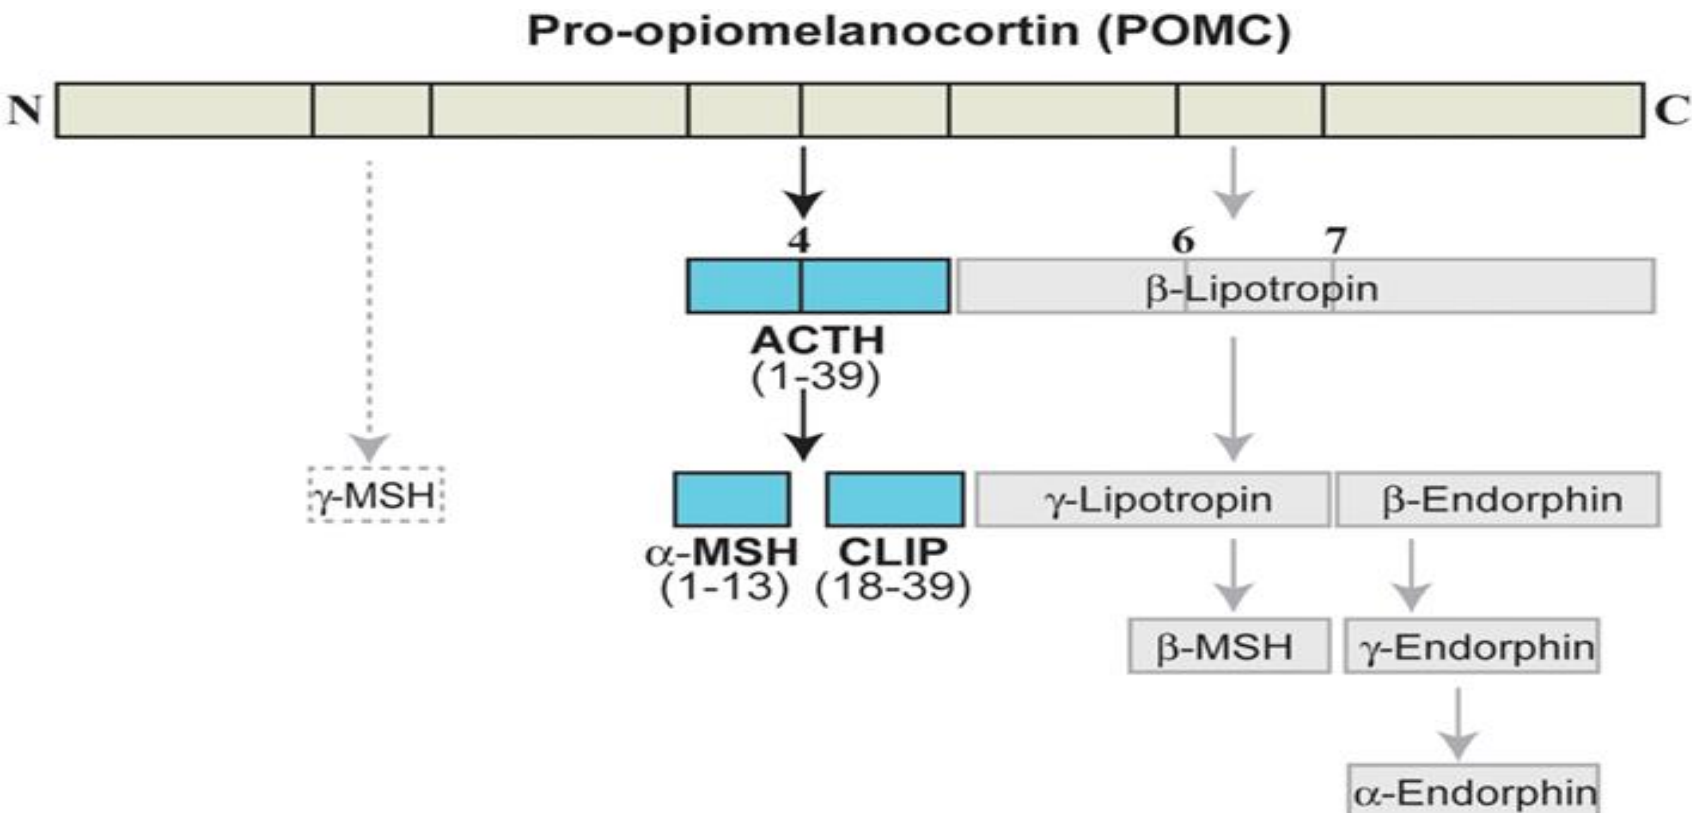 Pro-opiomelanocortin (POMC)
N
C
4
6
7
β-Lipotropin
ACTH
(1-39)
γ-MSH
γ-Lipotropin
β-Endorphin
α-MSH
CLIP
(1-13)
(18-39)
β-MSH
γ-Endorphin
α-Endorphin